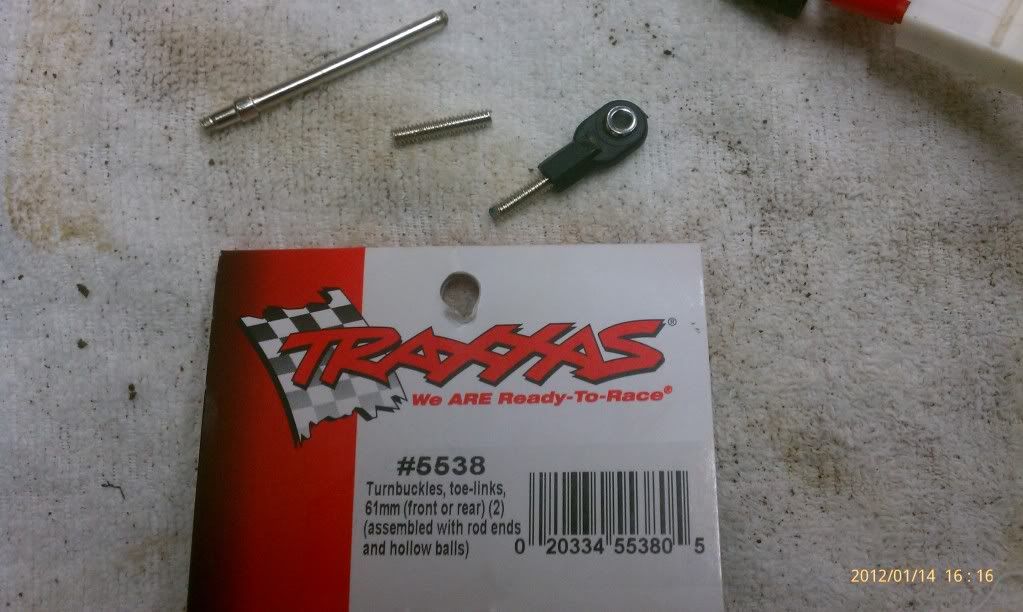 TRAXXAS®
We ARE Ready-To-Race®
#5538
Turnbuckles, toe-links,
61mm (front or rear) (2)
(assembled with rod ends
and hollow balls)
0 20334 55380 5
2012/01/14 16:16